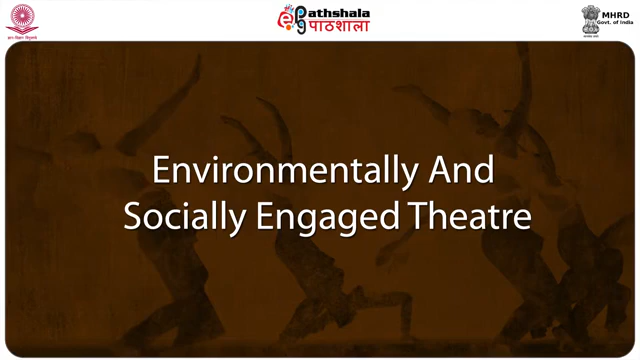 ePathshala
पाठशाला
MHRD
Govt. of India
Environmentally And
Socially Engaged Theatre